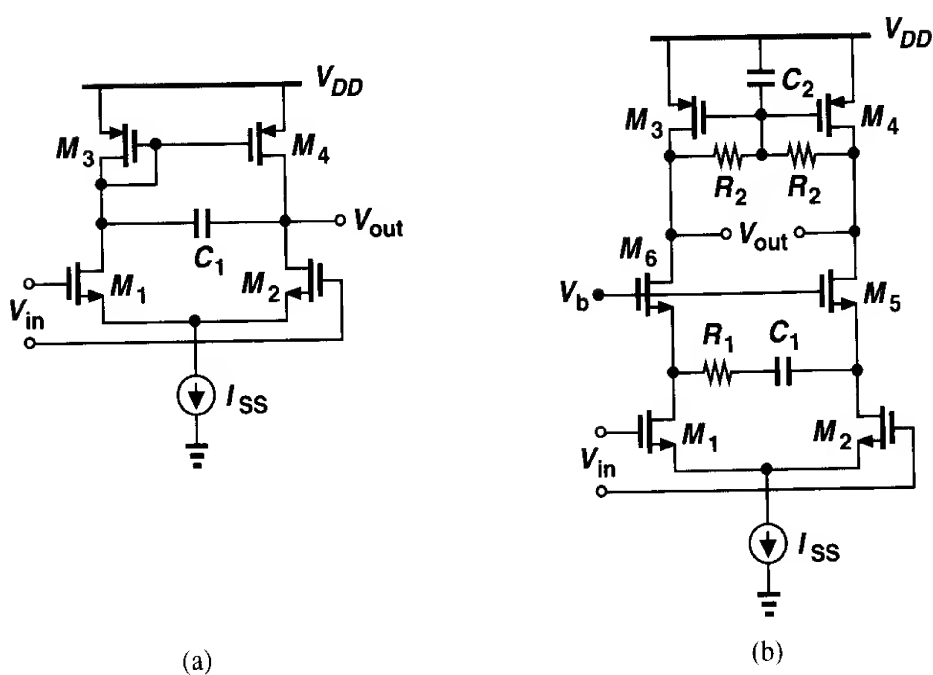 V_DD
M_3
M_4
V_out
C_1
M_1
M_2
V_in
I_SS
(a)
V_DD
C_2
M_3
M_4
R_2
R_2
V_out
M_6
V_b
M_5
R_1
C_1
M_1
M_2
V_in
I_SS
(b)